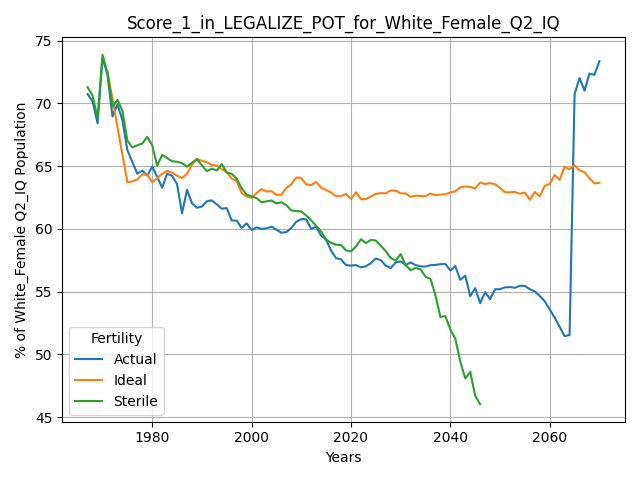 Score_1_in_LEGALIZE_POT_for_White_Female_Q2_IQ
% of White_Female Q2_IQ Population
75
70
65
60
55
50
45
Fertility
Actual
Ideal
Sterile
1980 2000 2020 2040 2060
Years